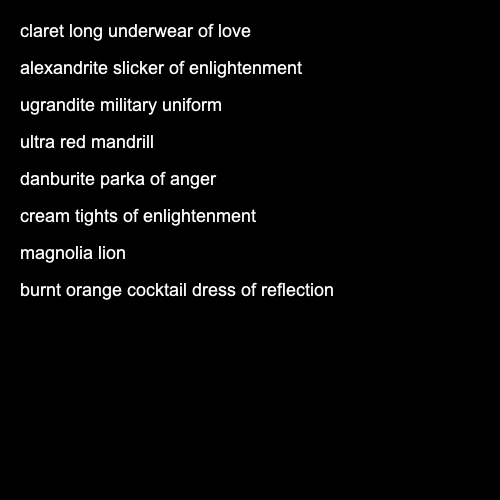 claret long underwear of love
alexandrite slicker of enlightenment
ugrandite military uniform
ultra red mandrill
danburite parka of anger
cream tights of enlightenment
magnolia lion
burnt orange cocktail dress of reflection